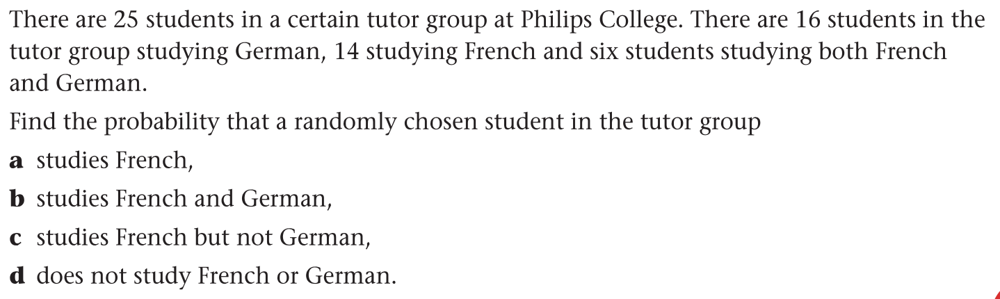 There are 25 students in a certain tutor group at Philips College. There are 16 students in the
tutor group studying German, 14 studying French and six students studying both French
and German.
Find the probability that a randomly chosen student in the tutor group
a studies French,
b studies French and German,
c studies French but not German,
d does not study French or German.